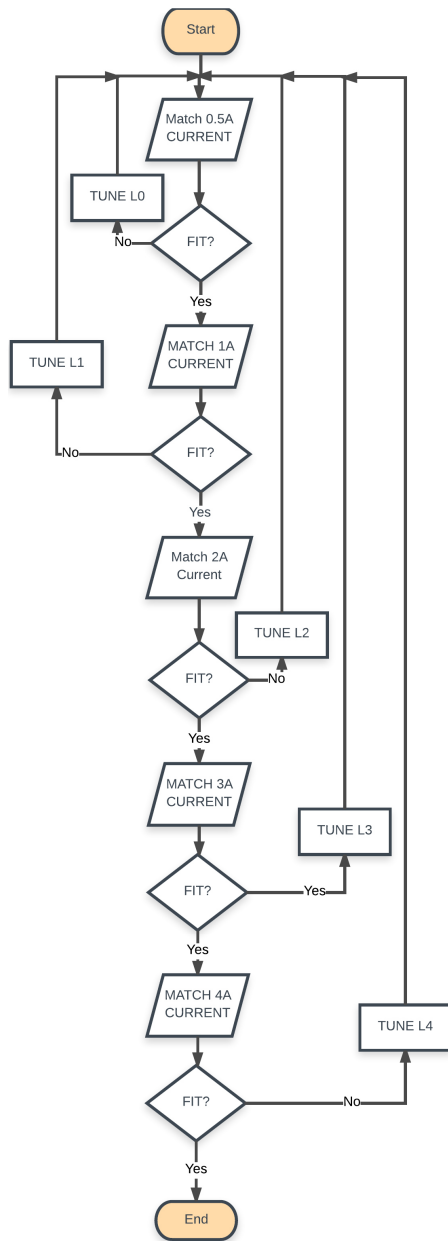 Start
Match 0.5A
CURRENT
TUNE L0
No
FIT?
Yes
MATCH 1A
CURRENT
TUNE L1
No
FIT?
Yes
Match 2A
Current
TUNE L2
FIT?
No
Yes
MATCH 3A
CURRENT
TUNE L3
FIT?
Yes
Yes
MATCH 4A
CURRENT
TUNE L4
FIT?
No
Yes
End